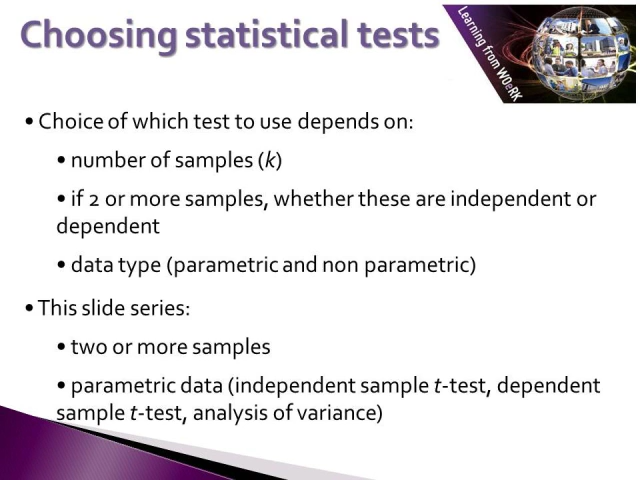 Choosing statistical tests
Learning from WOeRK
• Choice of which test to use depends on:
• number of samples (k)
• if 2 or more samples, whether these are independent or
dependent
• data type (parametric and non parametric)
• This slide series:
• two or more samples
• parametric data (independent sample t-test, dependent
sample t-test, analysis of variance)